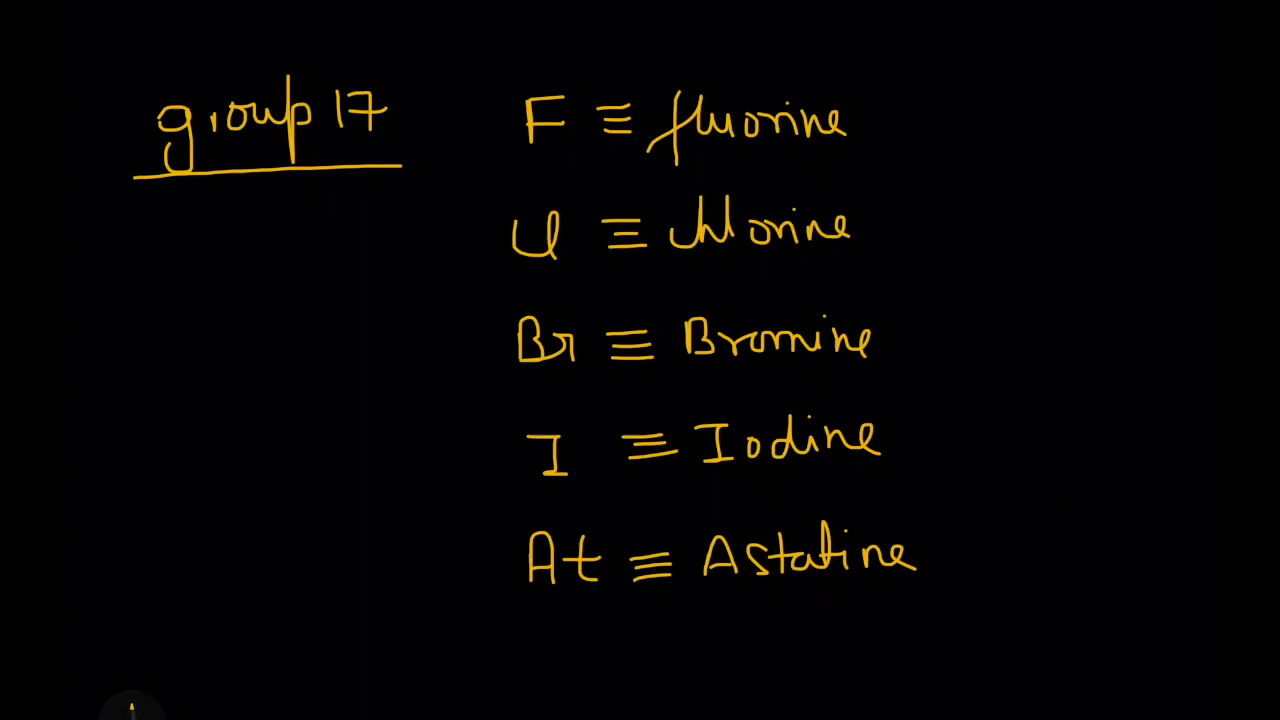 group 17
F ≡ fluorine
Cl ≡ chlorine
Br ≡ Bromine
I ≡ Iodine
At ≡ Astatine